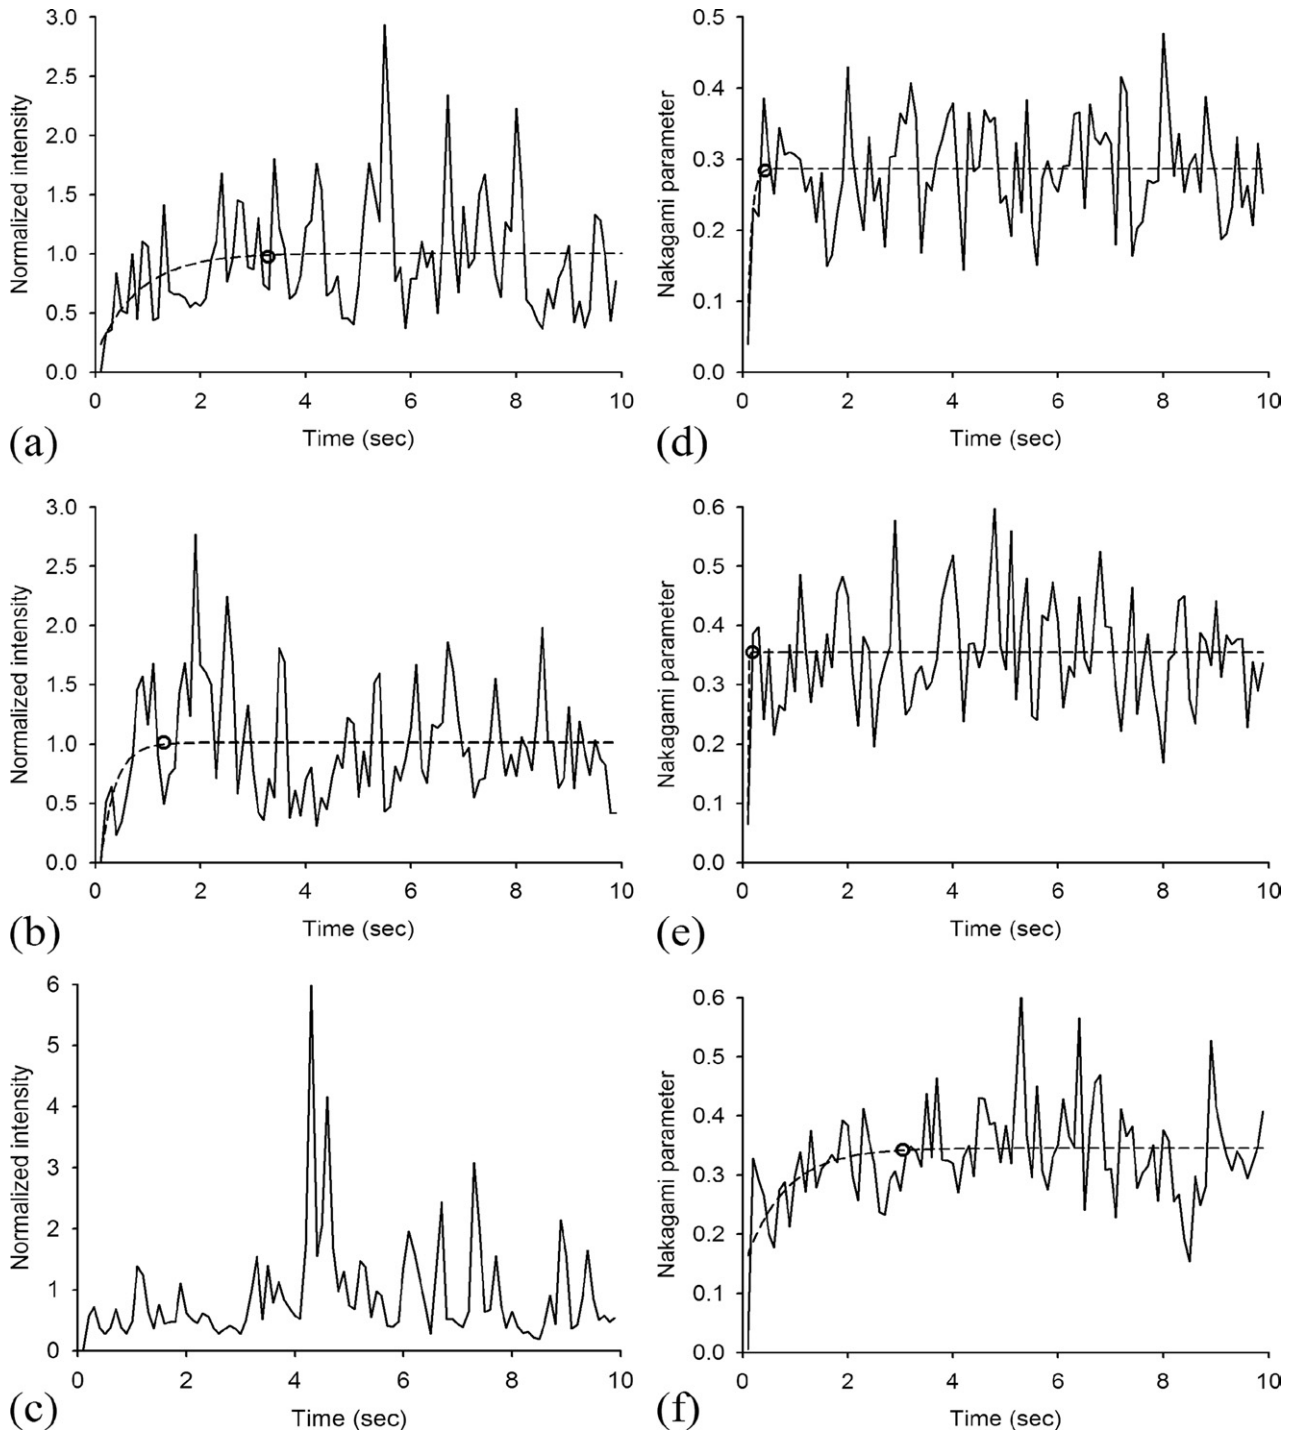 3.0
2.5
2.0
1.5
1.0
0.5
0.0
Normalized intensity
0 2 4 6 8 10
Time (sec)
(a)
0.5
0.4
0.3
0.2
0.1
0.0
Nakagami parameter
0 2 4 6 8 10
Time (sec)
(d)
3.0
2.5
2.0
1.5
1.0
0.5
0.0
Normalized intensity
0 2 4 6 8 10
Time (sec)
(b)
0.6
0.5
0.4
0.3
0.2
0.1
0.0
Nakagami parameter
0 2 4 6 8 10
Time (sec)
(e)
6
5
4
3
2
1
0
Normalized intensity
0 2 4 6 8 10
Time (sec)
(c)
0.6
0.5
0.4
0.3
0.2
0.1
0.0
Nakagami parameter
0 2 4 6 8 10
Time (sec)
(f)